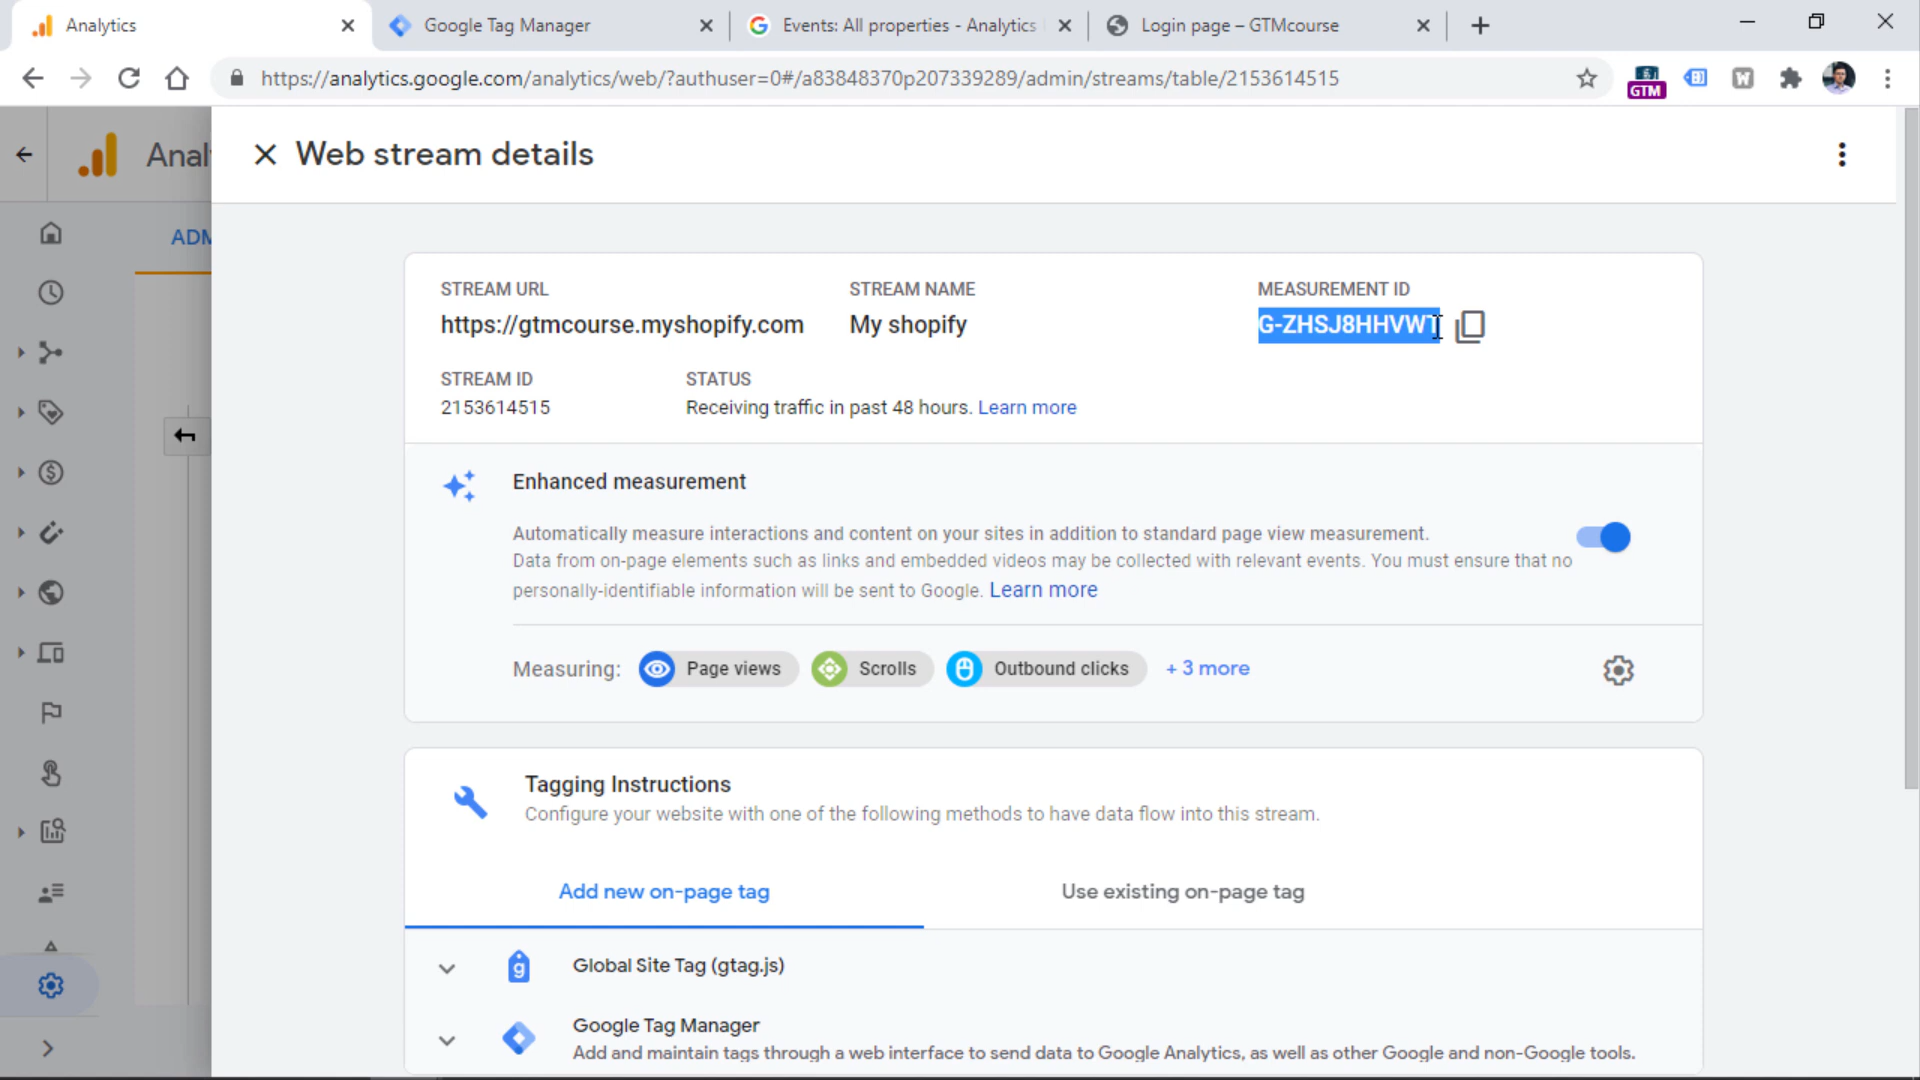 Analytics
Google Tag Manager
Events: All properties - Analytics
Login page – GTMcourse
https://analytics.google.com/analytics/web/?authuser=0#/a83848370p207339289/admin/streams/table/2153614515
GTM
W
Anal
Web stream details
ADM
STREAM URL
STREAM NAME
MEASUREMENT ID
https://gtmcourse.myshopify.com
My shopify
G-ZHSJ8HHVWT
STREAM ID
STATUS
2153614515
Receiving traffic in past 48 hours. Learn more
Enhanced measurement
Automatically measure interactions and content on your sites in addition to standard page view measurement.
Data from on-page elements such as links and embedded videos may be collected with relevant events. You must ensure that no
personally-identifiable information will be sent to Google. Learn more
Measuring:
Page views
Scrolls
Outbound clicks
+ 3 more
Tagging Instructions
Configure your website with one of the following methods to have data flow into this stream.
Add new on-page tag
Use existing on-page tag
Global Site Tag (gtag.js)
Google Tag Manager
Add and maintain tags through a web interface to send data to Google Analytics, as well as other Google and non-Google tools.